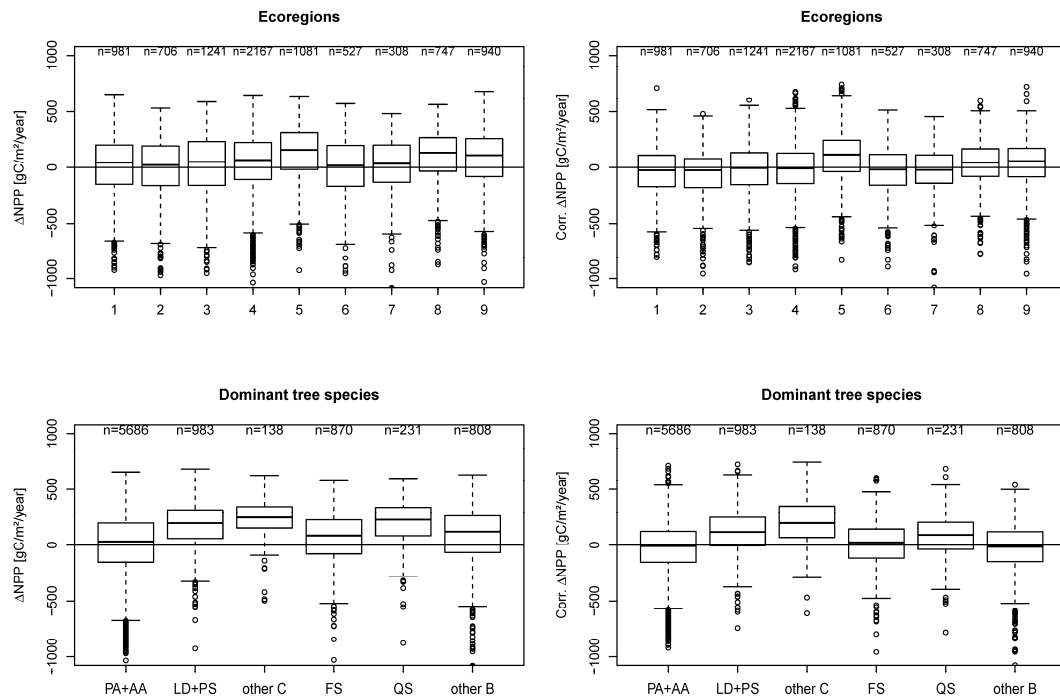 Ecoregions
n=981 n=706 n=1241 n=2167 n=1081 n=527 n=308 n=747 n=940
ΔNPP [gC/m²/year]
1000
500
0
−500
−1000
1 2 3 4 5 6 7 8 9
Ecoregions
n=981 n=706 n=1241 n=2167 n=1081 n=527 n=308 n=747 n=940
Corr. ΔNPP [gC/m²/year]
1000
500
0
−500
−1000
1 2 3 4 5 6 7 8 9
Dominant tree species
n=5686 n=983 n=138 n=870 n=231 n=808
ΔNPP [gC/m²/year]
1000
500
0
−500
−1000
PA+AA LD+PS other C FS QS other B
Dominant tree species
n=5686 n=983 n=138 n=870 n=231 n=808
Corr. ΔNPP [gC/m²/year]
1000
500
0
−500
−1000
PA+AA LD+PS other C FS QS other B